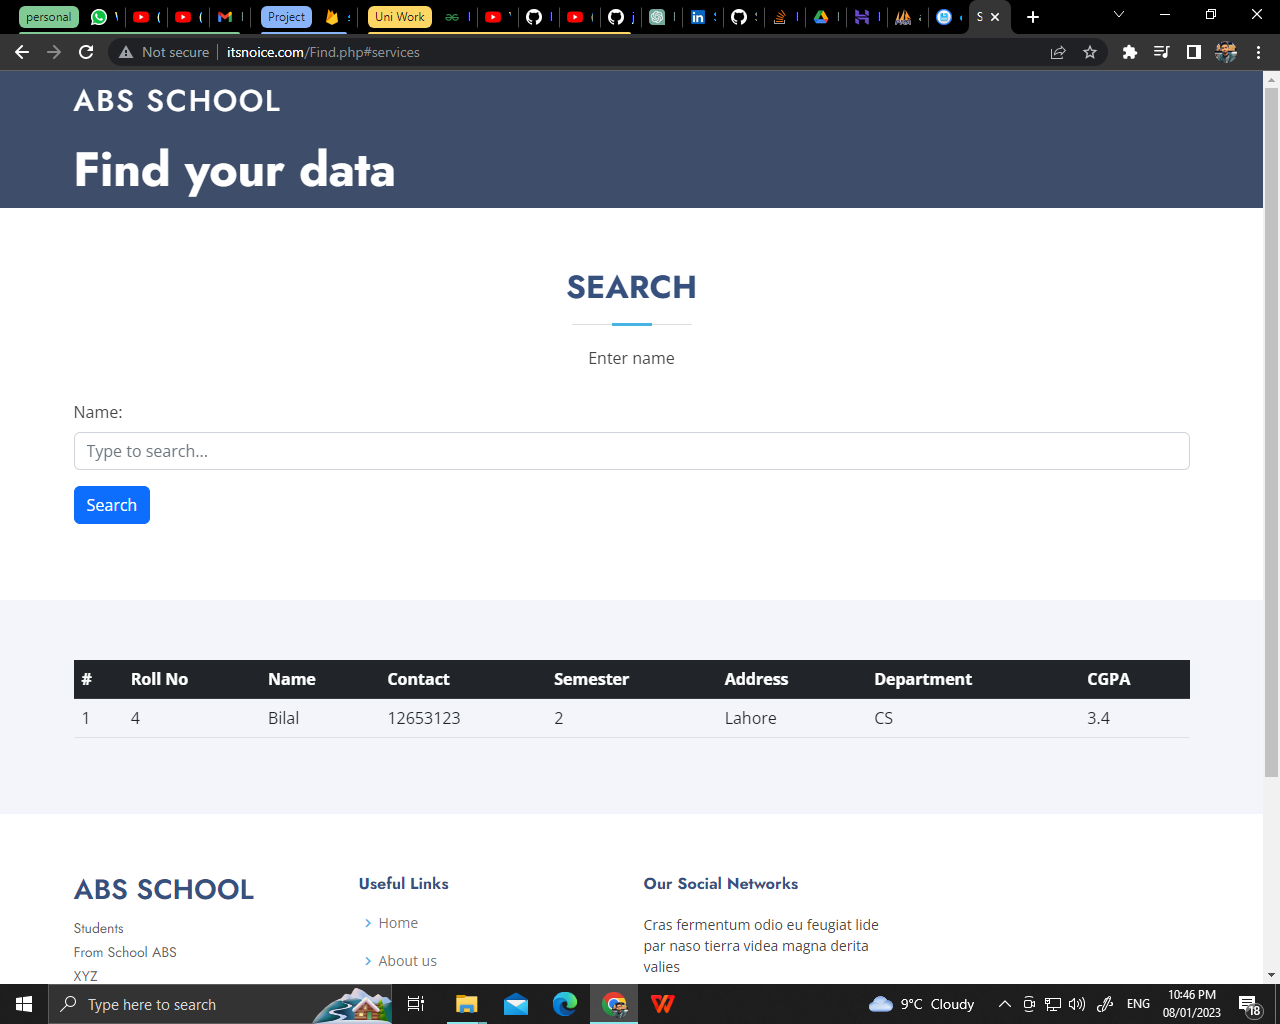 personal
Project
Uni Work
Not secure | itsnoice.com/Find.php#services
ABS SCHOOL
Find your data
SEARCH
Enter name
Name:
Type to search...
Search
# Roll No Name Contact Semester Address Department CGPA
1 4 Bilal 12653123 2 Lahore CS 3.4
ABS SCHOOL
Students
From School ABS
XYZ
Useful Links
Home
About us
Our Social Networks
Cras fermentum odio eu feugiat lide
par naso tierra videa magna derita
valies
Type here to search
9°C Cloudy
ENG
10:46 PM
08/01/2023
18